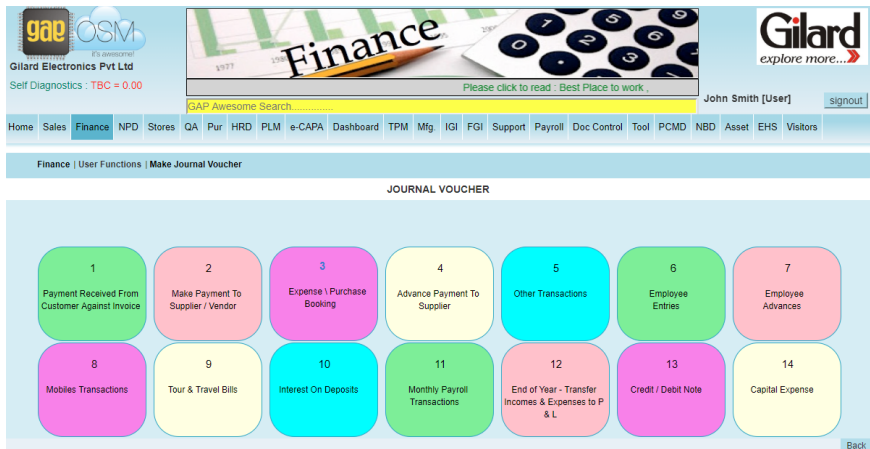 gap OSM
It's awesome!
Gilard Electronics Pvt Ltd
Self Diagnostics : TBC = 0.00
Finance
1977
Gilard
explore more...
Please click to read : Best Place to work ,
GAP Awesome Search...............
John Smith [User]
signout
Home Sales Finance NPD Stores QA Pur HRD PLM e-CAPA Dashboard TPM Mfg. IGI FGI Support Payroll Doc Control Tool PCMD NBD Asset EHS Visitors
Finance | User Functions | Make Journal Voucher
JOURNAL VOUCHER
1
Payment Received From
Customer Against Invoice
2
Make Payment To
Supplier / Vendor
3
Expense \ Purchase
Booking
4
Advance Payment To
Supplier
5
Other Transactions
6
Employee
Entries
7
Employee
Advances
8
Mobiles Transactions
9
Tour & Travel Bills
10
Interest On Deposits
11
Monthly Payroll
Transactions
12
End of Year - Transfer
Incomes & Expenses to P
& L
13
Credit / Debit Note
14
Capital Expense
Back